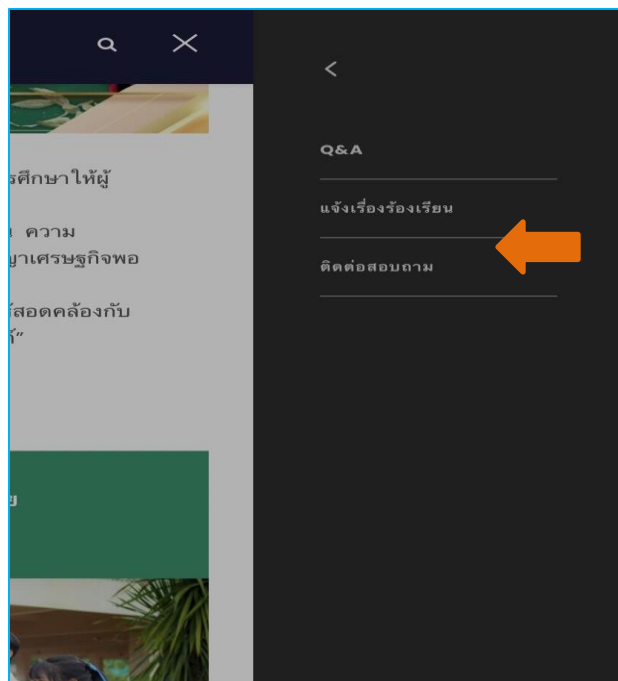 Q&A
แจ้งเรื่องร้องเรียน
ติดต่อสอบถาม
รศึกษาให้ผู้
ความ
ญาเศรษฐกิจพอ
สอดคล้องกับ